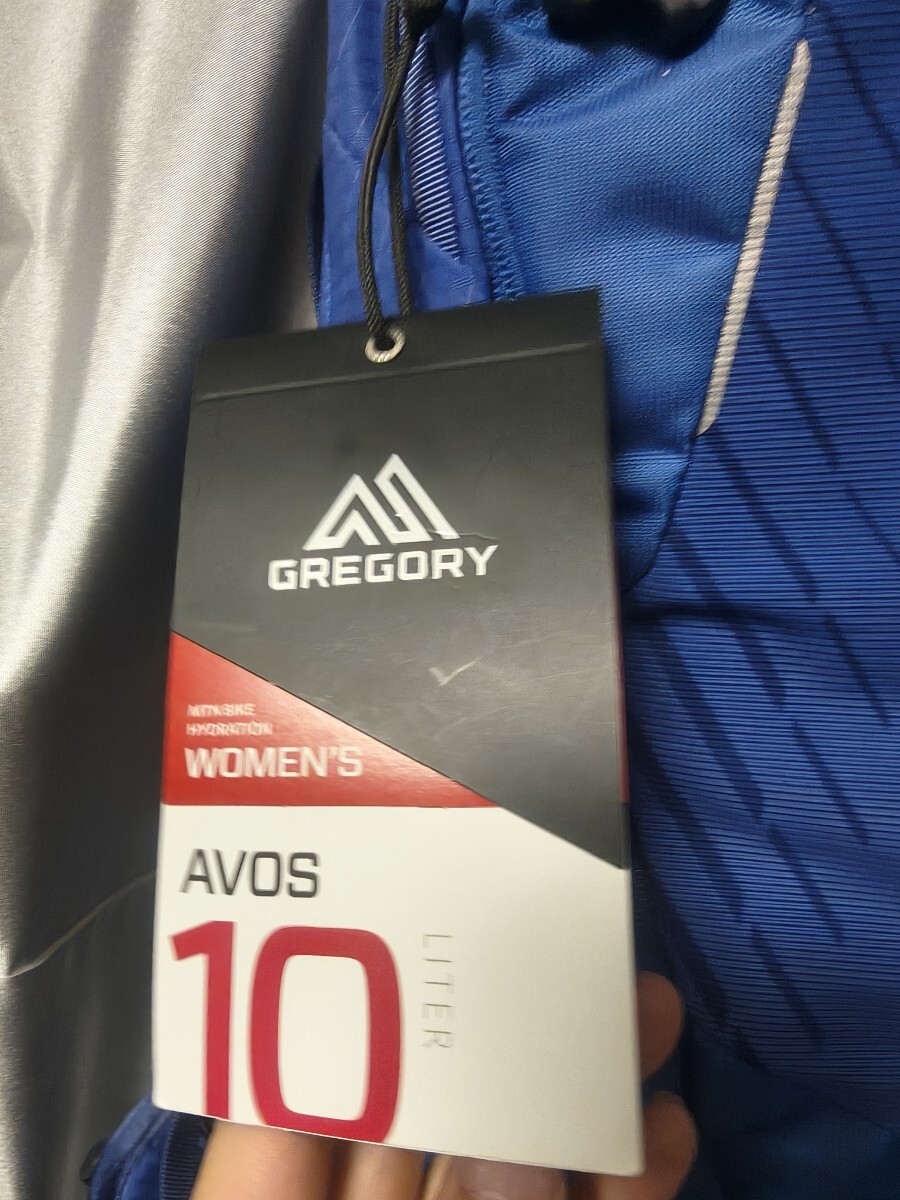 GREGORY
MTN BIKE
HYDRATION
WOMEN'S
AVOS
10
LITER